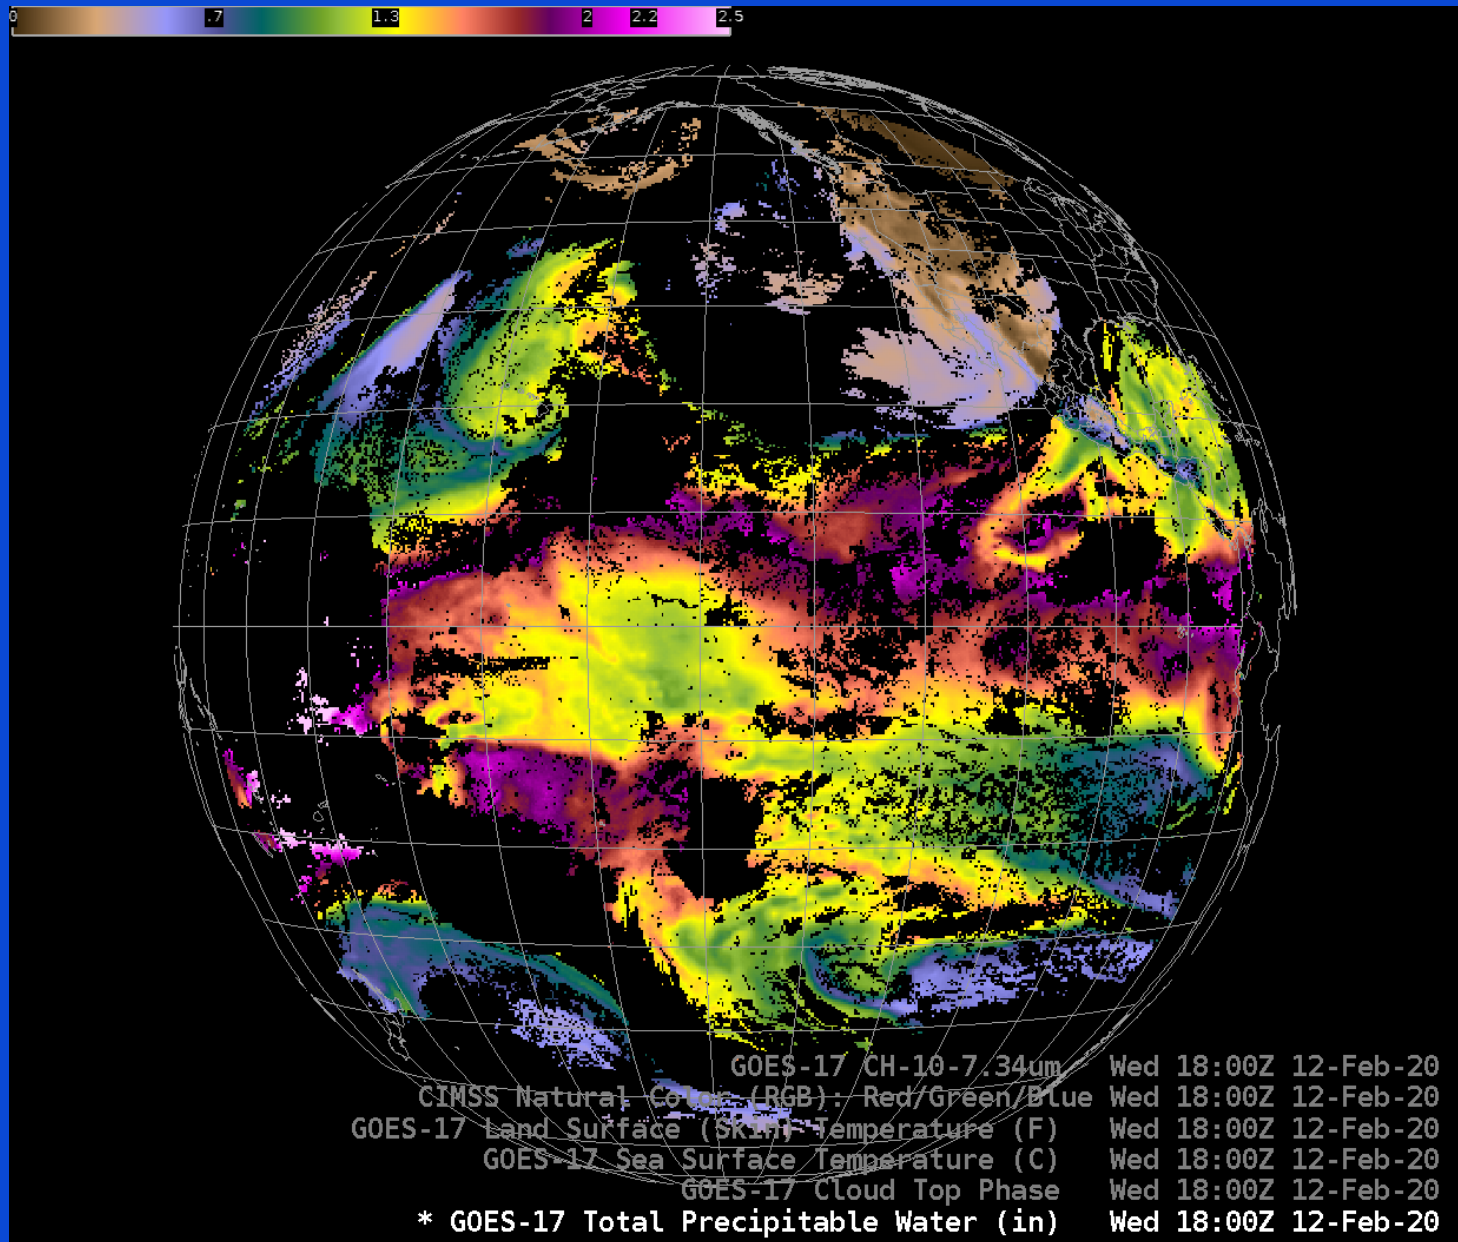 0 .7 1.3 2 2.2 2.5
GOES-17 CH-10-7.34um Wed 18:00Z 12-Feb-20
CIMSS Natural Color (RGB): Red/Green/Blue Wed 18:00Z 12-Feb-20
GOES-17 Land Surface (Skin) Temperature (F) Wed 18:00Z 12-Feb-20
GOES-17 Sea Surface Temperature (C) Wed 18:00Z 12-Feb-20
GOES-17 Cloud Top Phase Wed 18:00Z 12-Feb-20
* GOES-17 Total Precipitable Water (in) Wed 18:00Z 12-Feb-20